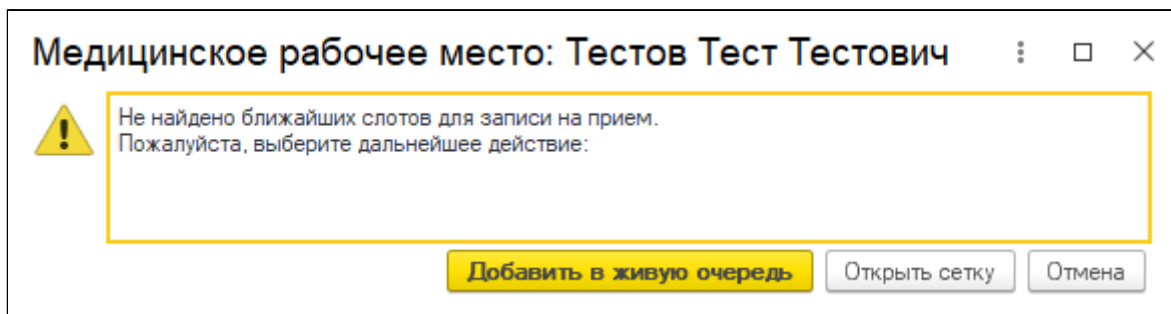 Медицинское рабочее место: Тестов Тест Тестович
Не найдено ближайших слотов для записи на прием.
Пожалуйста, выберите дальнейшее действие:
Добавить в живую очередь Открыть сетку Отмена